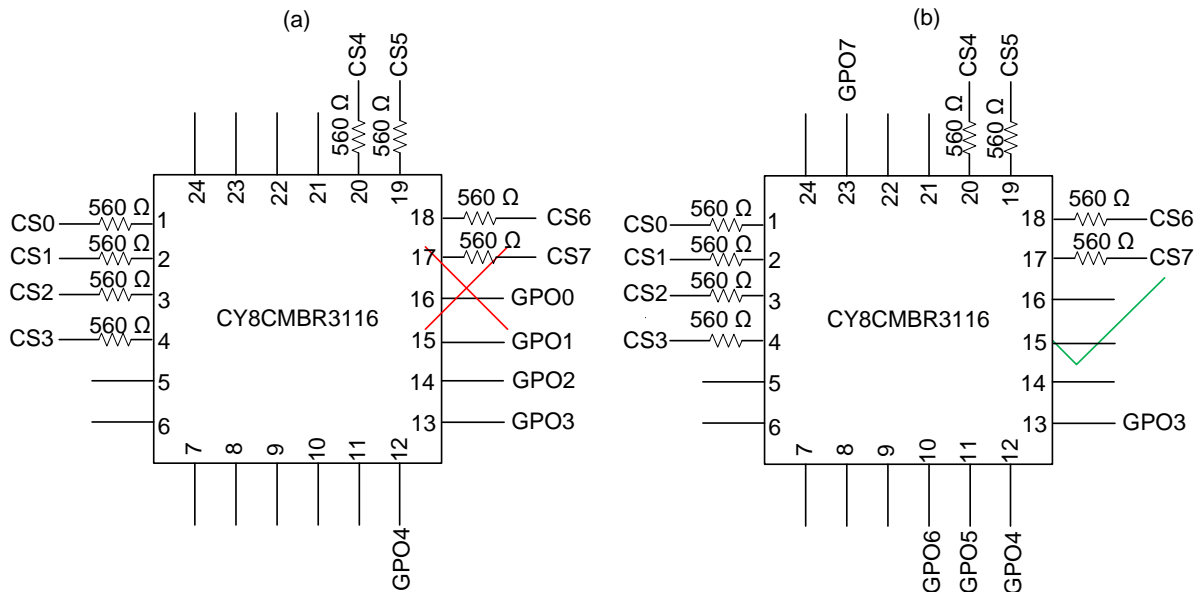 (a)
CS4
CS5
560 Ω
560 Ω
24
23
22
21
20
19
CS0
560 Ω
1
CS1
560 Ω
2
CS2
560 Ω
3
CS3
560 Ω
4
5
6
CY8CMBR3116
18
560 Ω
CS6
17
560 Ω
CS7
16
GPO0
15
GPO1
14
GPO2
13
GPO3
7
8
9
10
11
12
GPO4
(b)
GPO7
CS4
CS5
560 Ω
560 Ω
24
23
22
21
20
19
CS0
560 Ω
1
CS1
560 Ω
2
CS2
560 Ω
3
CS3
560 Ω
4
5
6
CY8CMBR3116
18
560 Ω
CS6
17
560 Ω
CS7
16
15
14
13
GPO3
7
8
9
10
11
12
GPO6
GPO5
GPO4